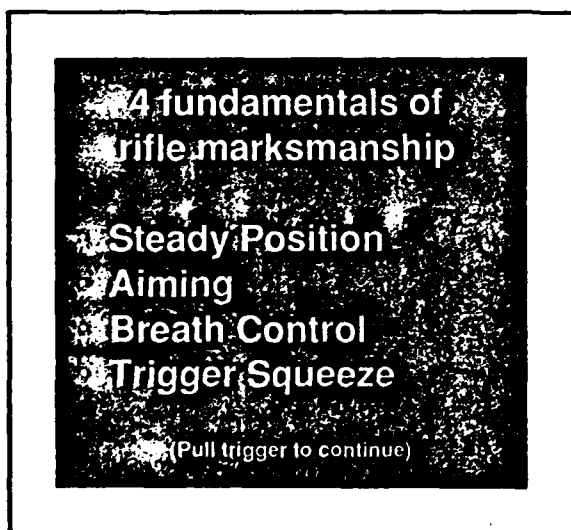 4 fundamentals of
rifle marksmanship
Steady Position
Aiming
Breath Control
Trigger Squeeze
(Pull trigger to continue)